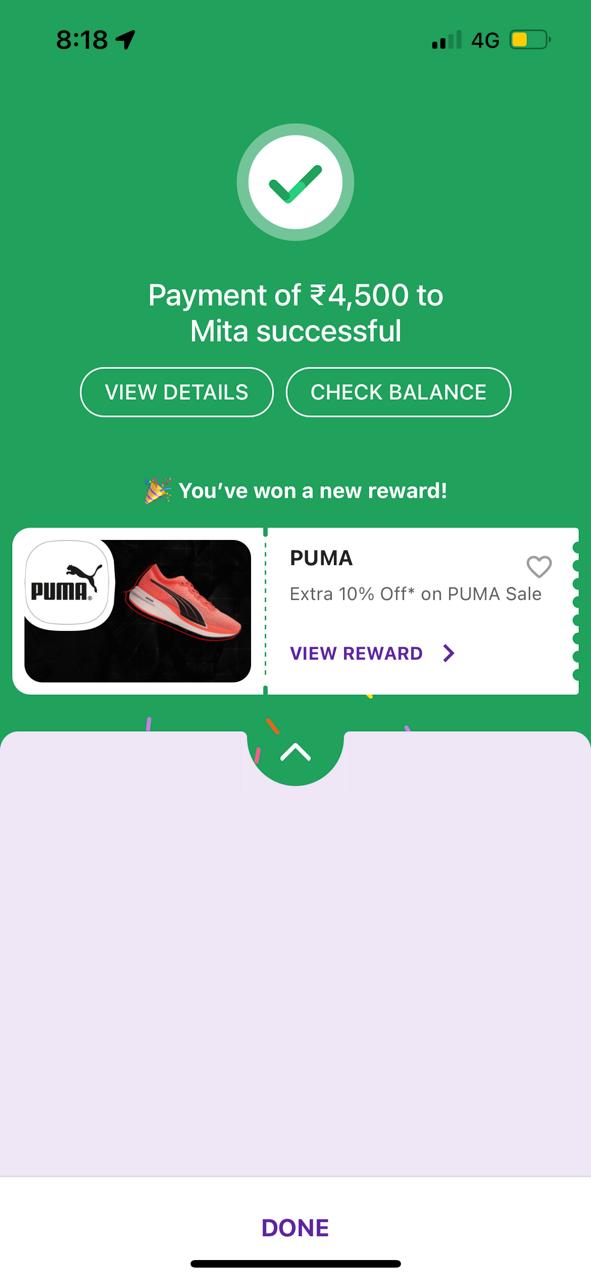 8:18
4G
Payment of ₹4,500 to
Mita successful
VIEW DETAILS
CHECK BALANCE
🎉 You’ve won a new reward!
PUMA®
PUMA
Extra 10% Off* on PUMA Sale
VIEW REWARD
DONE